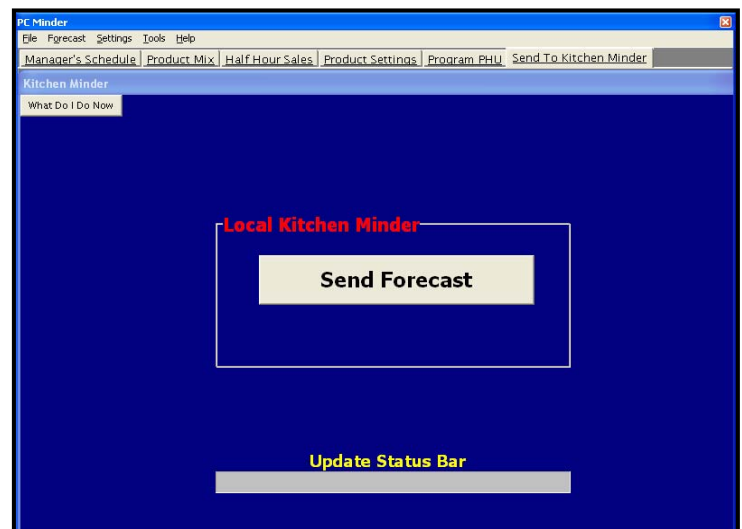 PC Minder
File Forecast Settings Tools Help
Manager's Schedule Product Mix Half Hour Sales Product Settings Program PHU Send To Kitchen Minder
Kitchen Minder
What Do I Do Now
Local Kitchen Minder
Send Forecast
Update Status Bar